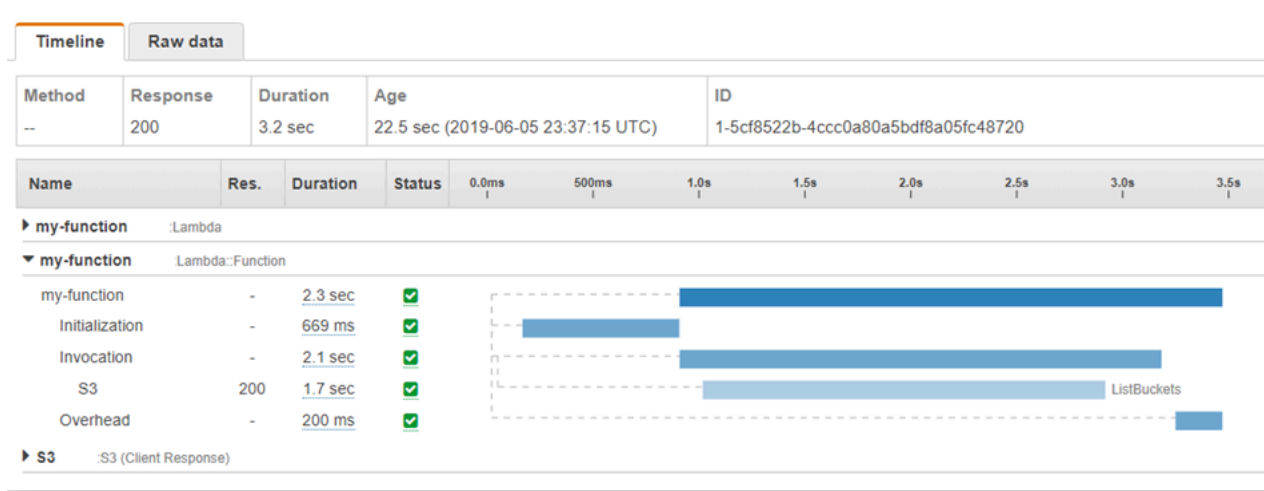 Timeline Raw data
Method Response Duration Age ID
-- 200 3.2 sec 22.5 sec (2019-06-05 23:37:15 UTC) 1-5cf8522b-4ccc0a80a5bdf8a05fc48720
Name Res. Duration Status 0.0ms 500ms 1.0s 1.5s 2.0s 2.5s 3.0s 3.5s
my-function :Lambda
my-function :Lambda::Function
my-function - 2.3 sec
Initialization - 669 ms
Invocation - 2.1 sec
S3 200 1.7 sec ListBuckets
Overhead - 200 ms
S3 :S3 (Client Response)